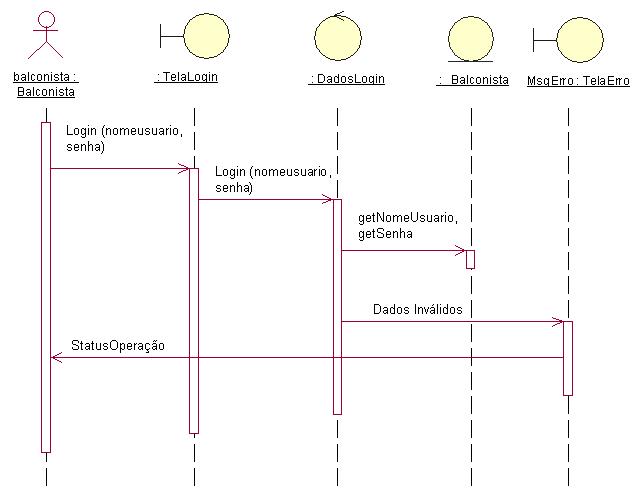 balconista :
Balconista
: TelaLogin
: DadosLogin
: Balconista
MsgErro : TelaErro
Login (nomeusuario,
senha)
Login (nomeusuario,
senha)
getNomeUsuario,
getSenha
Dados Inválidos
StatusOperação